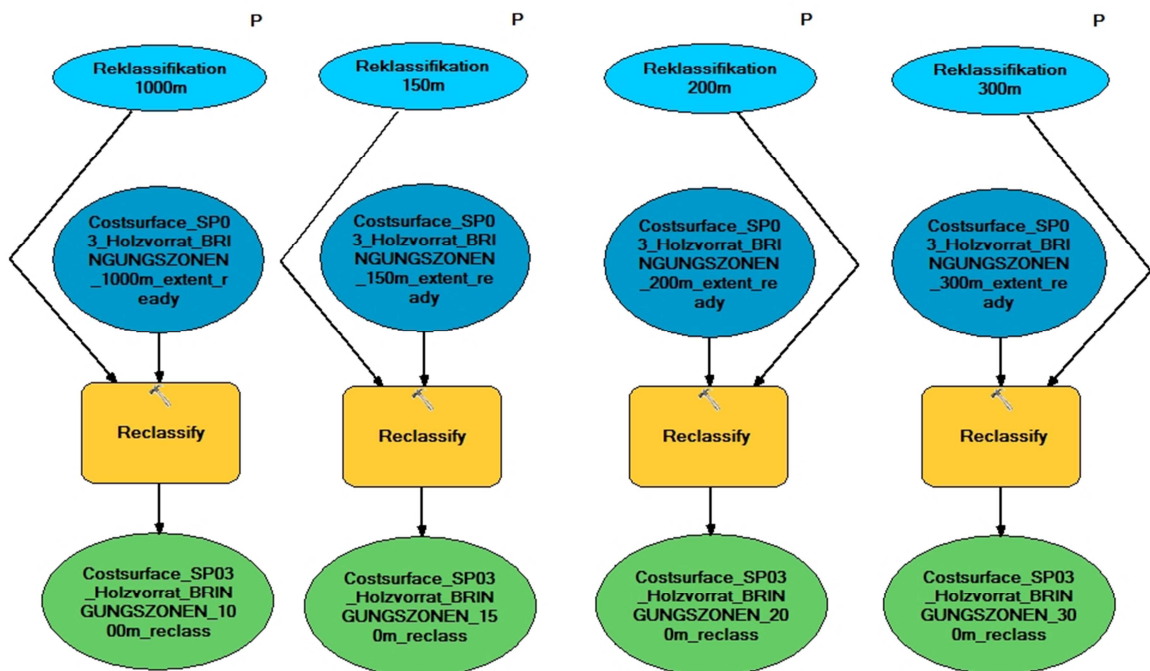 P
P
P
P
Reklassifikation
1000m
Reklassifikation
150m
Reklassifikation
200m
Reklassifikation
300m
Costsurface_SP0
3_Holzvorrat_BRI
NGUNGSZONEN
_1000m_extent_r
eady
Costsurface_SP0
3_Holzvorrat_BRI
NGUNGSZONEN
_150m_extent_re
ady
Costsurface_SP0
3_Holzvorrat_BRI
NGUNGSZONEN
_200m_extent_re
ady
Costsurface_SP0
3_Holzvorrat_BRI
NGUNGSZONEN
_300m_extent_re
ady
Reclassify
Reclassify
Reclassify
Reclassify
Costsurface_SP03
_Holzvorrat_BRIN
GUNGSZONEN_10
00m_reclass
Costsurface_SP03
_Holzvorrat_BRIN
GUNGSZONEN_15
0m_reclass
Costsurface_SP03
_Holzvorrat_BRIN
GUNGSZONEN_20
0m_reclass
Costsurface_SP03
_Holzvorrat_BRIN
GUNGSZONEN_30
0m_reclass